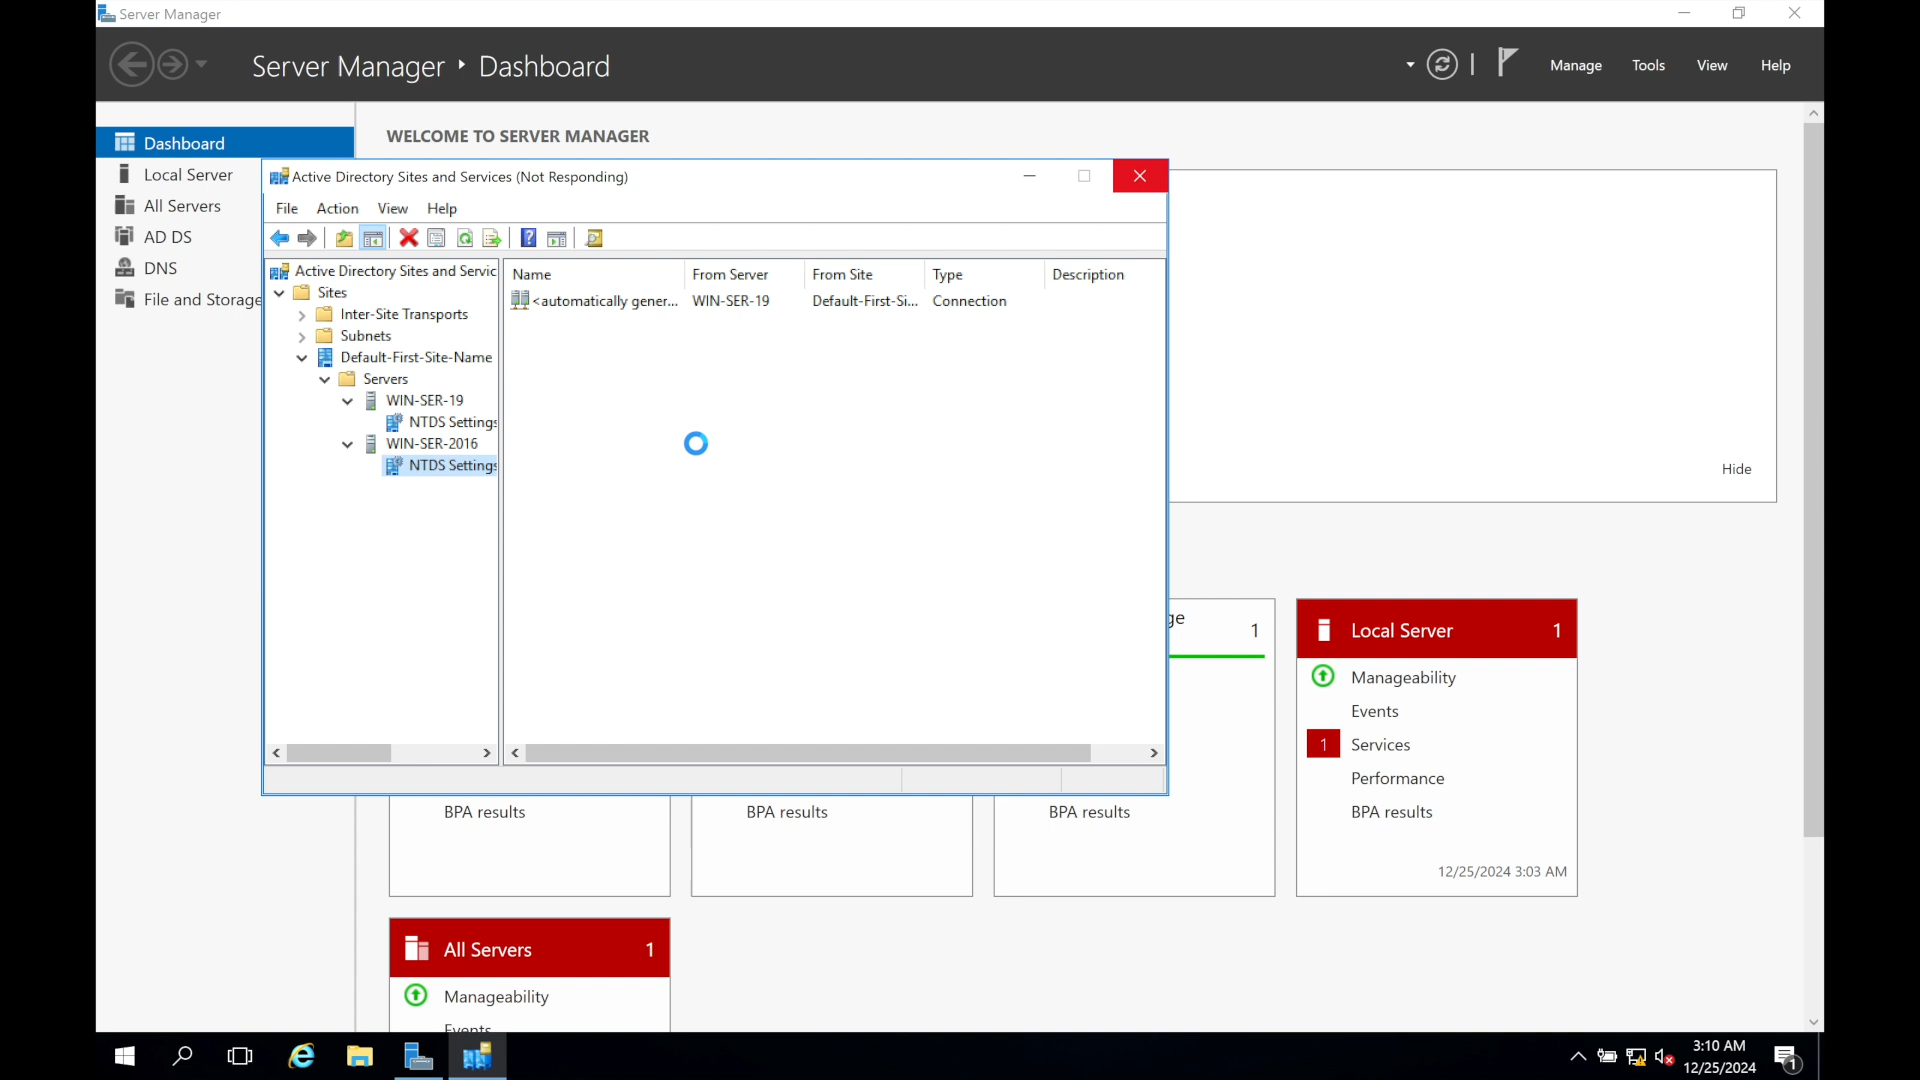 Server Manager
Server Manager ‣ Dashboard
Manage
Tools
View
Help
Dashboard
Local Server
All Servers
AD DS
DNS
File and Storage
WELCOME TO SERVER MANAGER
Hide
Active Directory Sites and Services (Not Responding)
File
Action
View
Help
Active Directory Sites and Servic
Sites
Inter-Site Transports
Subnets
Default-First-Site-Name
Servers
WIN-SER-19
NTDS Settings
WIN-SER-2016
NTDS Settings
Name
From Server
From Site
Type
Description
<automatically gener...
WIN-SER-19
Default-First-Si...
Connection
BPA results
BPA results
ge
1
BPA results
Local Server
1
Manageability
Events
1
Services
Performance
BPA results
12/25/2024 3:03 AM
All Servers
1
Manageability
Events
3:10 AM
12/25/2024
1